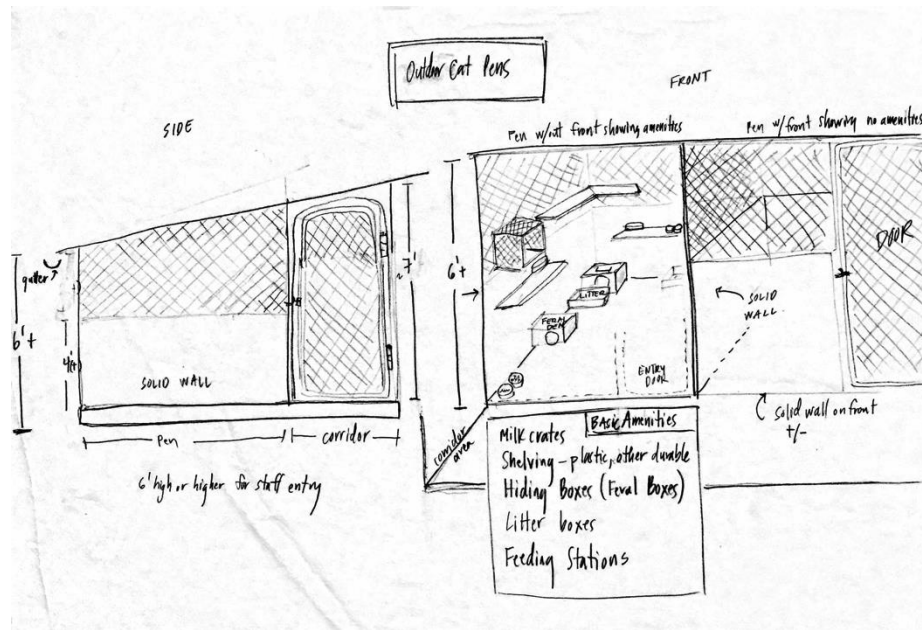 Outdoor Cat Pens
SIDE
FRONT
Pen w/out front showing amenities
Pen w/ front showing no amenities
gutter
6'+
4'
SOLID WALL
Pen
corridor
~7'
6' high or higher for staff entry
6'+
LITTER
FERAL DEN
ENTRY DOOR
corridor area
SOLID WALL
DOOR
solid wall on front
+/-
Basic Amenities
Milk crates
Shelving - plastic, other durable
Hiding Boxes (Feral Boxes)
Litter boxes
Feeding Stations